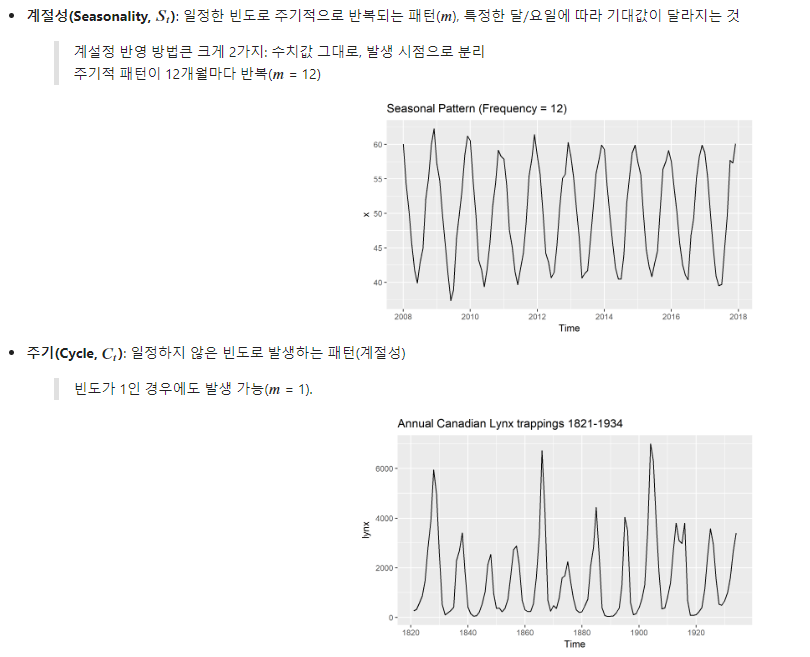 계절성(Seasonality, Sₜ): 일정한 빈도로 주기적으로 반복되는 패턴(m), 특정한 달/요일에 따라 기대값이 달라지는 것
계설정 반영 방법큰 크게 2가지: 수치값 그대로, 발생 시점으로 분리
주기적 패턴이 12개월마다 반복(m = 12)
Seasonal Pattern (Frequency = 12)
60
55
50
45
40
x
2008 2010 2012 2014 2016 2018
Time
주기(Cycle, Cₜ): 일정하지 않은 빈도로 발생하는 패턴(계절성)
빈도가 1인 경우에도 발생 가능(m = 1).
Annual Canadian Lynx trappings 1821-1934
6000
4000
2000
0
lynx
1820 1840 1860 1880 1900 1920
Time